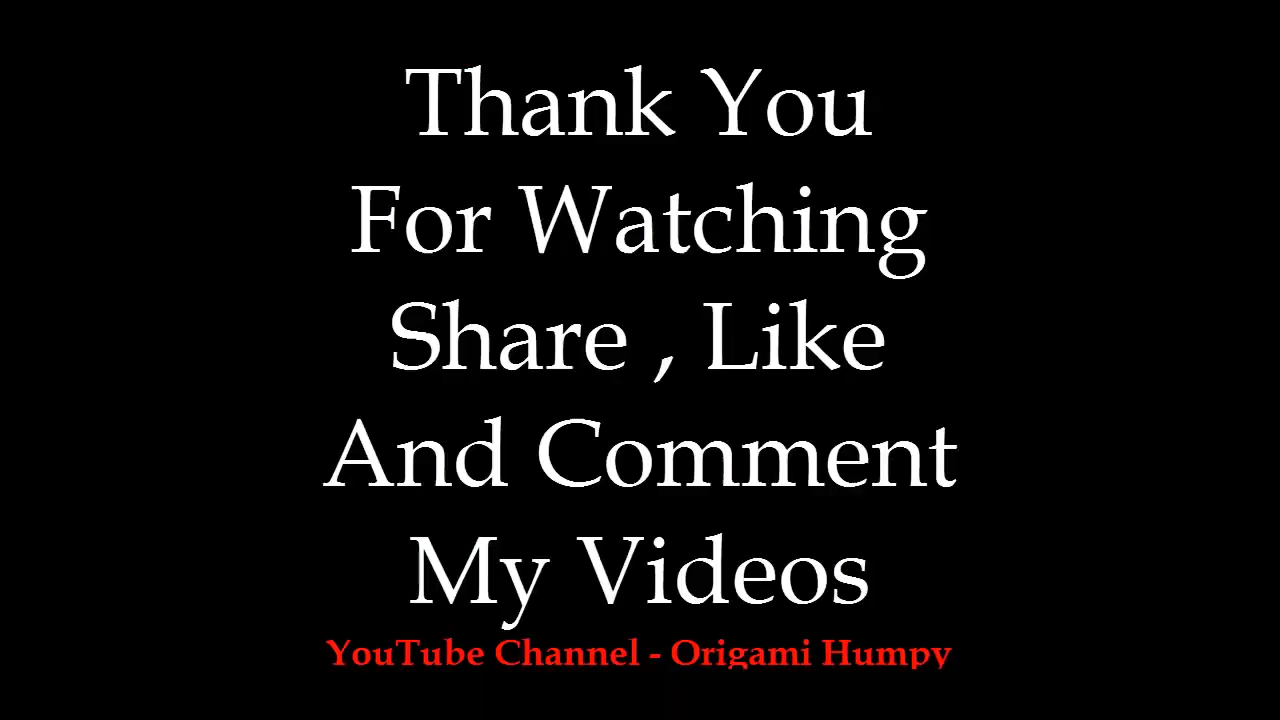 Thank You
For Watching
Share , Like
And Comment
My Videos
YouTube Channel - Origami Humpy